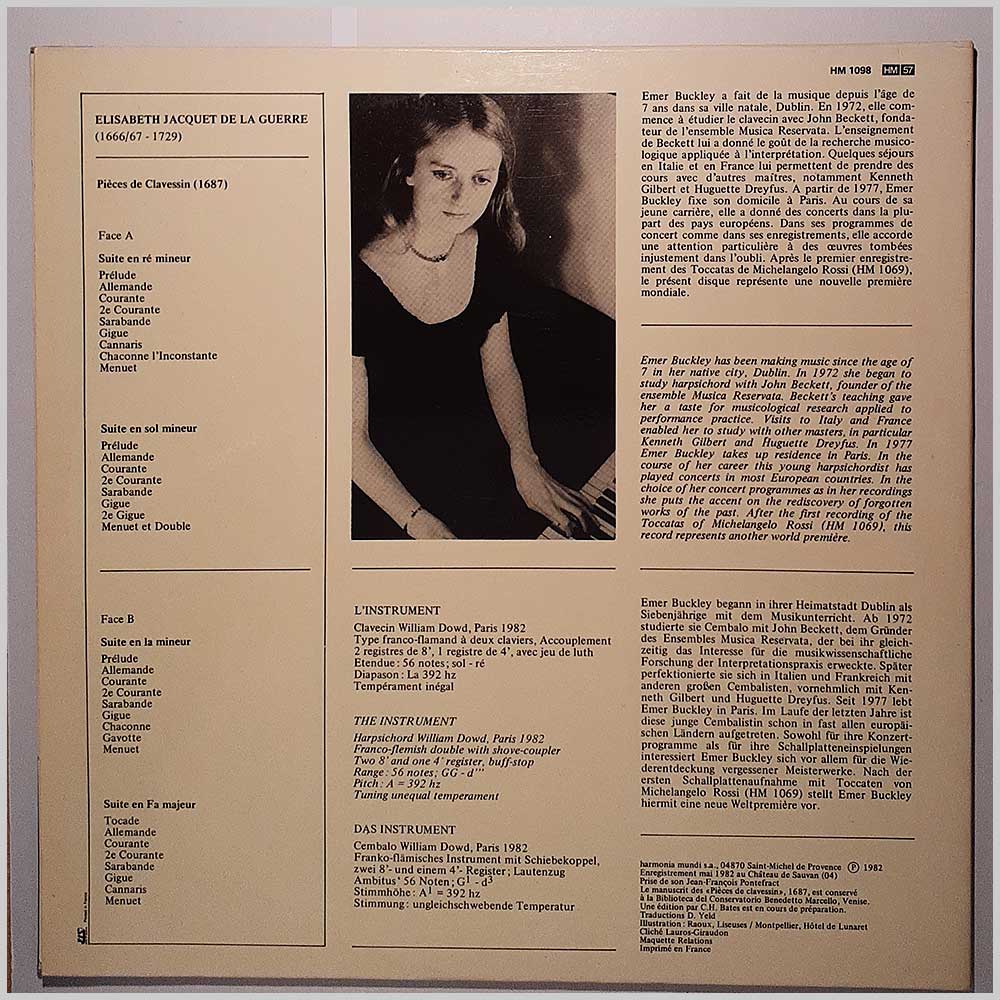 HM 1098 HM 57
ELISABETH JACQUET DE LA GUERRE
(1666/67 - 1729)
Pièces de Clavessin (1687)
Face A
Suite en ré mineur
Prélude
Allemande
Courante
2e Courante
Sarabande
Gigue
Cannaris
Chaconne l'Inconstante
Menuet
Suite en sol mineur
Prélude
Allemande
Courante
2e Courante
Sarabande
Gigue
2e Gigue
Menuet et Double
Face B
Suite en la mineur
Prélude
Allemande
Courante
2e Courante
Sarabande
Gigue
Chaconne
Gavotte
Menuet
Suite en Fa majeur
Tocade
Allemande
Courante
2e Courante
Sarabande
Gigue
Cannaris
Menuet
L'INSTRUMENT
Clavecin William Dowd, Paris 1982
Type franco-flamand à deux claviers, Accouplement
2 registres de 8', 1 registre de 4', avec jeu de luth
Etendue : 56 notes ; sol - ré
Diapason : La 392 hz
Tempérament inégal
THE INSTRUMENT
Harpsichord William Dowd, Paris 1982
Franco-flemish double with shove-coupler
Two 8' and one 4' register, buff-stop
Range : 56 notes ; GG - d'''
Pitch : A = 392 hz
Tuning unequal temperament
DAS INSTRUMENT
Cembalo William Dowd, Paris 1982
Franko-flämisches Instrument mit Schiebekoppel,
zwei 8'- und einem 4'- Register ; Lautenzug
Ambitus' 56 Noten ; G1 - d3
Stimmhöhe : A1 = 392 hz
Stimmung : ungleichschwebende Temperatur
Emer Buckley a fait de la musique depuis l'âge de
7 ans dans sa ville natale, Dublin. En 1972, elle com-
mence à étudier le clavecin avec John Beckett, fonda-
teur de l'ensemble Musica Reservata. L'enseignement
de Beckett lui a donné le goût de la recherche musico-
logique appliquée à l'interprétation. Quelques séjours
en Italie et en France lui permettent de prendre des
cours avec d'autres maîtres, notamment Kenneth
Gilbert et Huguette Dreyfus. A partir de 1977, Emer
Buckley fixe son domicile à Paris. Au cours de sa
jeune carrière, elle a donné des concerts dans la plu-
part des pays européens. Dans ses programmes de
concert comme dans ses enregistrements, elle accorde
une attention particulière à des œuvres tombées
injustement dans l'oubli. Après le premier enregistre-
ment des Toccatas de Michelangelo Rossi (HM 1069),
le présent disque représente une nouvelle première
mondiale.
Emer Buckley has been making music since the age of
7 in her native city, Dublin. In 1972 she began to
study harpsichord with John Beckett, founder of the
ensemble Musica Reservata. Beckett's teaching gave
her a taste for musicological research applied to
performance practice. Visits to Italy and France
enabled her to study with other masters, in particular
Kenneth Gilbert and Huguette Dreyfus. In 1977
Emer Buckley takes up residence in Paris. In the
course of her career this young harpsichordist has
played concerts in most European countries. In the
choice of her concert programmes as in her recordings
she puts the accent on the rediscovery of forgotten
works of the past. After the first recording of the
Toccatas of Michelangelo Rossi (HM 1069), this
record represents another world première.
Emer Buckley begann in ihrer Heimatstadt Dublin als
Siebenjährige mit dem Musikunterricht. Ab 1972
studierte sie Cembalo mit John Beckett, dem Gründer
des Ensembles Musica Reservata, der bei ihr gleich-
zeitig das Interesse für die musikwissenschaftliche
Forschung der Interpretationspraxis erweckte. Später
perfektionierte sie sich in Italien und Frankreich mit
anderen großen Cembalisten, vornehmlich mit Ken-
neth Gilbert und Huguette Dreyfus. Seit 1977 lebt
Emer Buckley in Paris. Im Laufe der letzten Jahre ist
diese junge Cembalistin schon in fast allen europäi-
schen Ländern aufgetreten. Sowohl für ihre Konzert-
programme als für ihre Schallplatteneinspielungen
interessiert Emer Buckley sich vor allem für die Wie-
derentdeckung vergessener Meisterwerke. Nach der
ersten Schallplattenaufnahme mit Toccaten von
Michelangelo Rossi (HM 1069) stellt Emer Buckley
hiermit eine neue Weltpremière vor.
harmonia mundi s.a., 04870 Saint-Michel de Provence Ⓟ 1982
Enregistrement mai 1982 au Château de Sauvan (04)
Prise de son Jean-François Pontefract
Le manuscrit des «Pièces de clavessin», 1687, est conservé
à la Biblioteca del Conservatorio Benedetto Marcello, Venise.
Une édition par C.H. Bates est en cours de préparation.
Traductions D. Yeld
Illustration : Raoux, Liseuses / Montpellier, Hôtel de Lunaret
Cliché Lauros-Giraudon
Maquette Relations
Imprimé en France